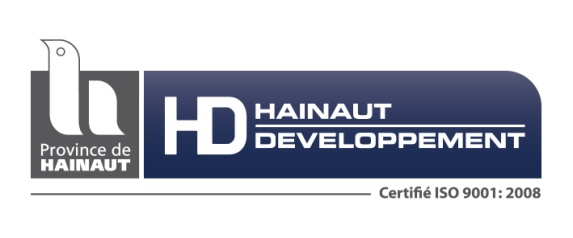 Province de
HAINAUT
HD
HAINAUT
DEVELOPPEMENT
Certifié ISO 9001: 2008